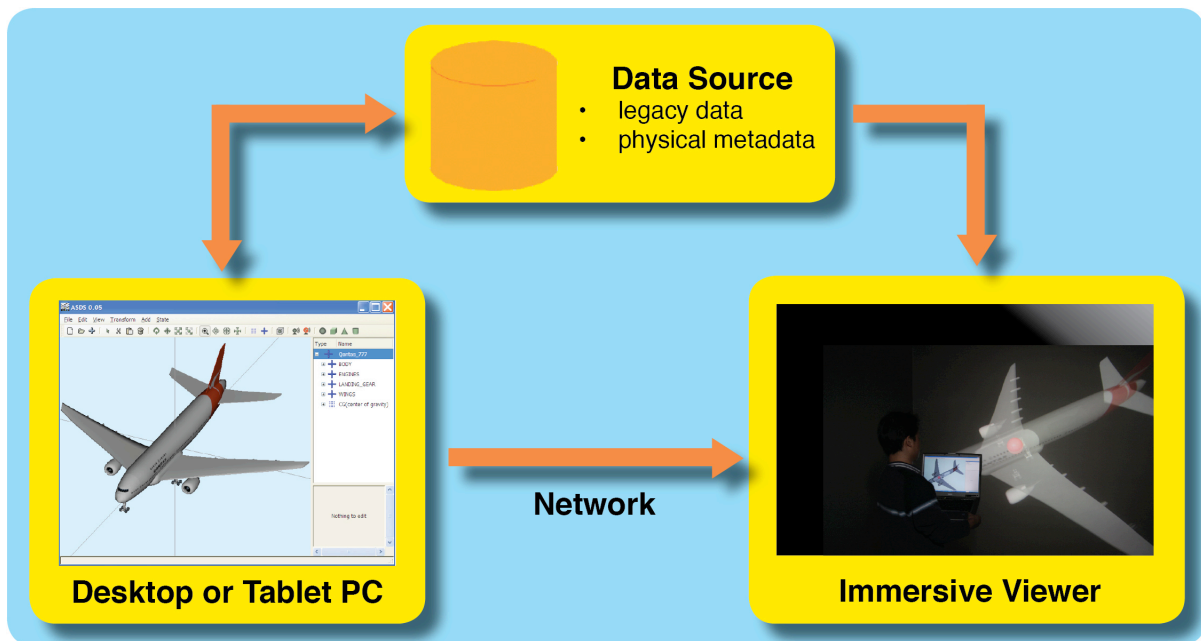 Data Source
• legacy data
• physical metadata
ASDS 0.05
File Edit View Transform Add State
Type Name
Qantas_777
BODY
ENGINES
LANDING_GEAR
WINGS
CG(center of gravity)
Nothing to edit
Network
Desktop or Tablet PC
Immersive Viewer